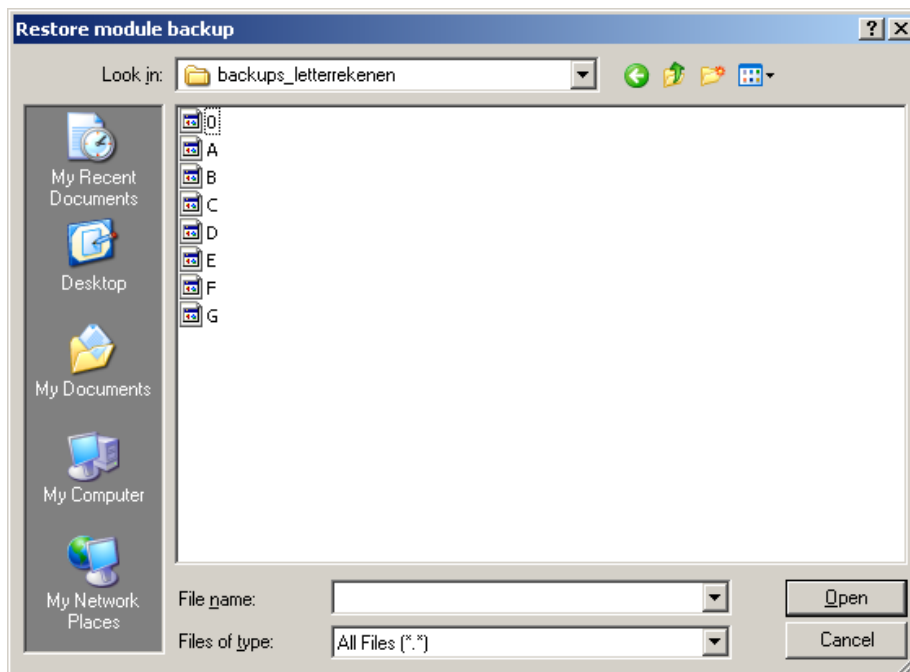 Restore module backup
Look in:
backups_letterrekenen
My Recent
Documents
Desktop
My Documents
My Computer
My Network
Places
0
A
B
C
D
E
F
G
File name:
Open
Files of type:
All Files (*.*)
Cancel